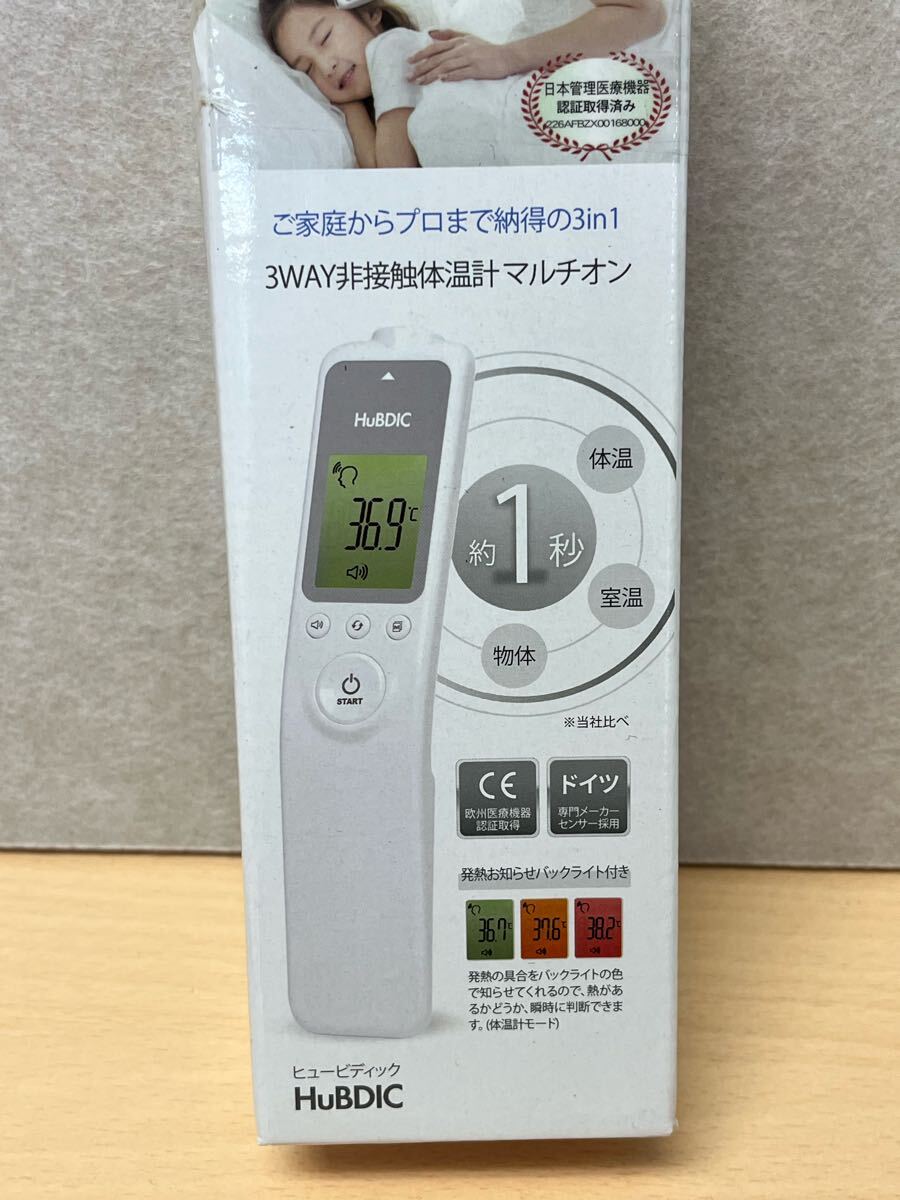 日本管理医療機器
認証取得済み
226AFBZX00168000
ご家庭からプロまで納得の3in1
3WAY非接触体温計マルチオン
HuBDIC
36.9℃
START
約1秒
体温
室温
物体
※当社比べ
CE
欧州医療機器
認証取得
ドイツ
専門メーカー
センサー採用
発熱お知らせバックライト付き
36.7℃
37.6℃
38.2℃
発熱の具合をバックライトの色
で知らせてくれるので、熱があ
るかどうか、瞬時に判断できま
す。(体温計モード)
ヒュービディック
HuBDIC